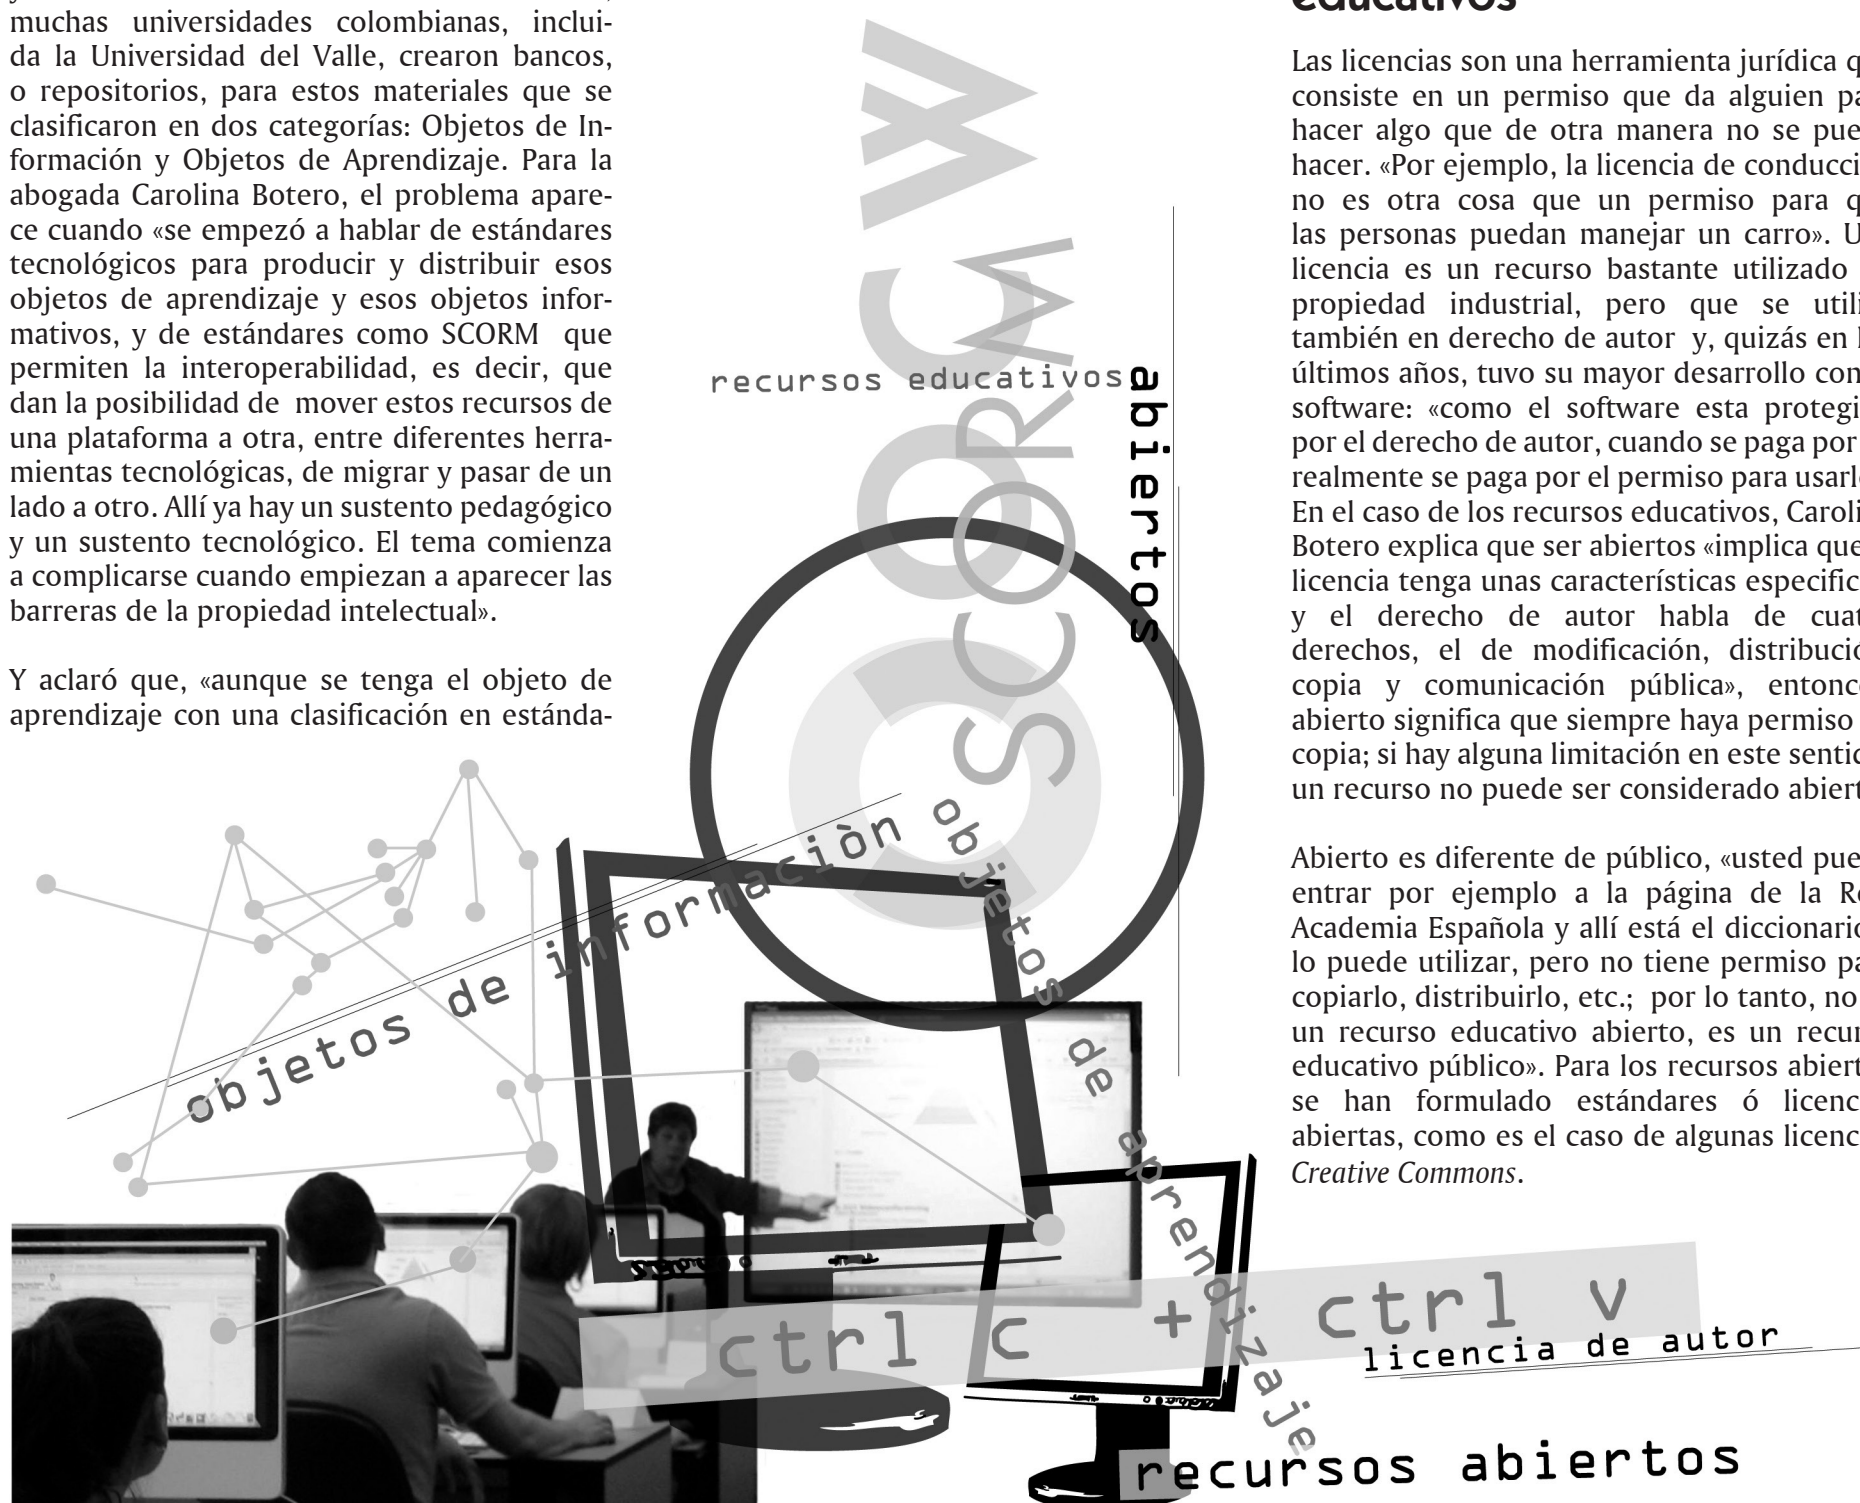 muchas universidades colombianas, inclui-
da la Universidad del Valle, crearon bancos,
o repositorios, para estos materiales que se
clasificaron en dos categorías: Objetos de In-
formación y Objetos de Aprendizaje. Para la
abogada Carolina Botero, el problema apare-
ce cuando «se empezó a hablar de estándares
tecnológicos para producir y distribuir esos
objetos de aprendizaje y esos objetos infor-
mativos, y de estándares como SCORM que
permiten la interoperabilidad, es decir, que
dan la posibilidad de mover estos recursos de
una plataforma a otra, entre diferentes herra-
mientas tecnológicas, de migrar y pasar de un
lado a otro. Allí ya hay un sustento pedagógico
y un sustento tecnológico. El tema comienza
a complicarse cuando empiezan a aparecer las
barreras de la propiedad intelectual».
Y aclaró que, «aunque se tenga el objeto de
aprendizaje con una clasificación en estánda-
OCW
SCORM
recursos educativos
abiertos
objetos de informaciòn
objetos de aprendizaje
ctrl c + ctrl v
licencia de autor
recursos abiertos
educativos
Las licencias son una herramienta jurídica q
consiste en un permiso que da alguien pa
hacer algo que de otra manera no se pue
hacer. «Por ejemplo, la licencia de conducci
no es otra cosa que un permiso para q
las personas puedan manejar un carro». U
licencia es un recurso bastante utilizado
propiedad industrial, pero que se utili
también en derecho de autor y, quizás en l
últimos años, tuvo su mayor desarrollo con
software: «como el software esta protegi
por el derecho de autor, cuando se paga por
realmente se paga por el permiso para usarl
En el caso de los recursos educativos, Caroli
Botero explica que ser abiertos «implica que
licencia tenga unas características especific
y el derecho de autor habla de cuat
derechos, el de modificación, distribució
copia y comunicación pública», entonc
abierto significa que siempre haya permiso
copia; si hay alguna limitación en este sentid
un recurso no puede ser considerado abiert
Abierto es diferente de público, «usted pue
entrar por ejemplo a la página de la Re
Academia Española y allí está el diccionario
lo puede utilizar, pero no tiene permiso pa
copiarlo, distribuirlo, etc.; por lo tanto, no
un recurso educativo abierto, es un recur
educativo público». Para los recursos abiert
se han formulado estándares ó licenc
abiertas, como es el caso de algunas licenc
Creative Commons.